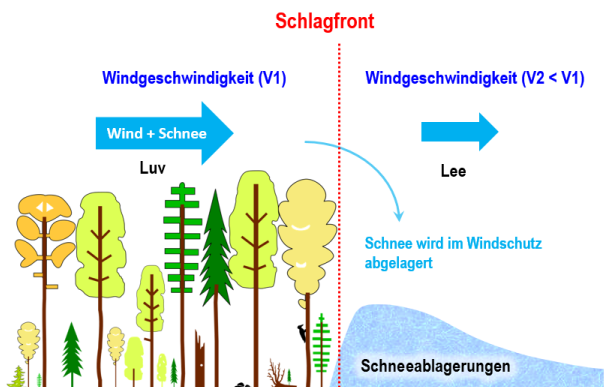 Schlagfront
Windgeschwindigkeit (V1)
Windgeschwindigkeit (V2 < V1)
Wind + Schnee
Luv
Lee
Schnee wird im Windschutz
abgelagert
Schneeablagerungen